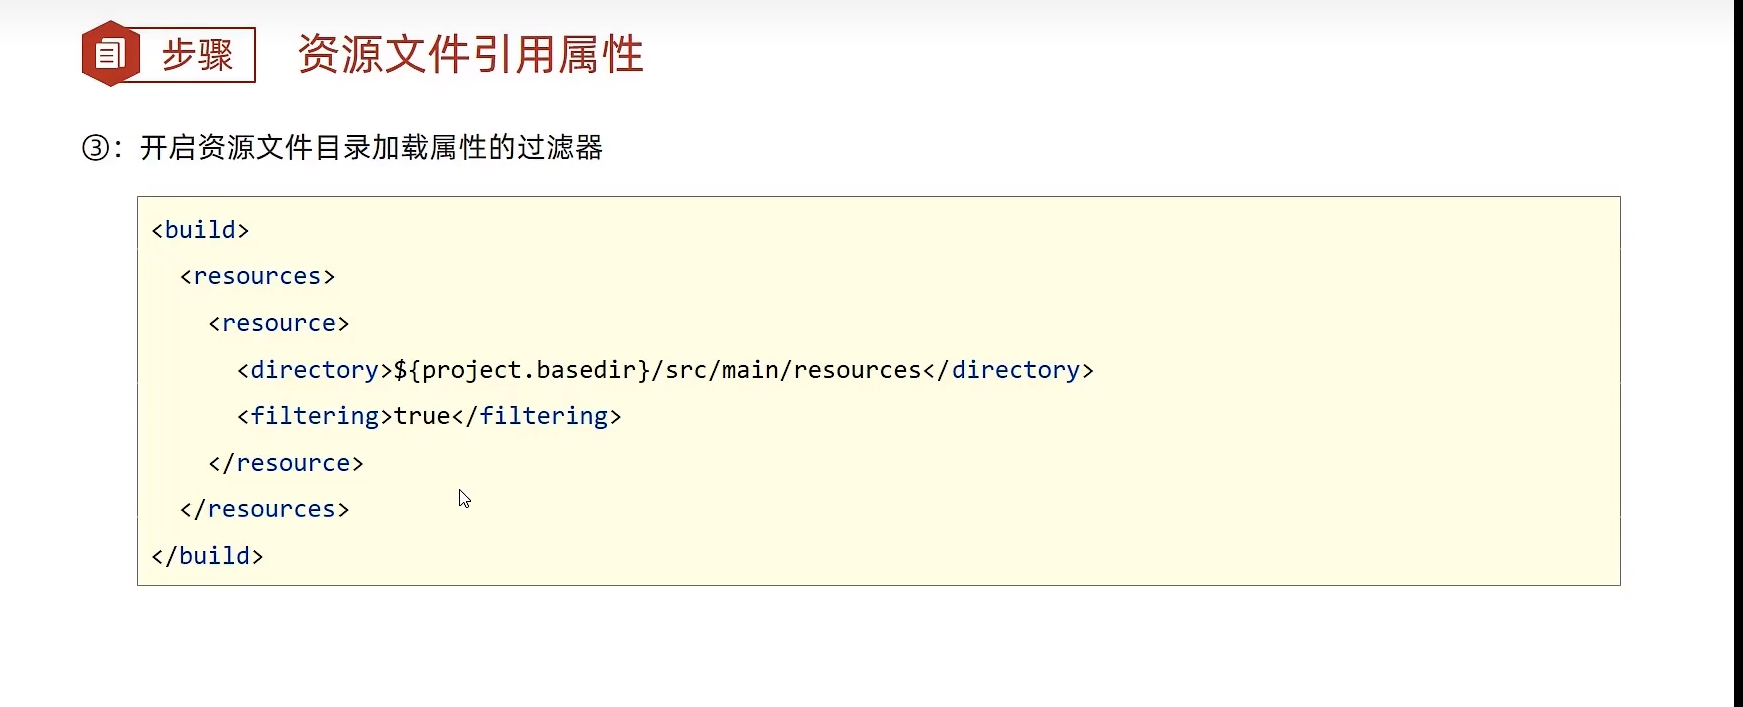 步骤 资源文件引用属性
③：开启资源文件目录加载属性的过滤器
<build>
  <resources>
    <resource>
      <directory>${project.basedir}/src/main/resources</directory>
      <filtering>true</filtering>
    </resource>
  </resources>
</build>